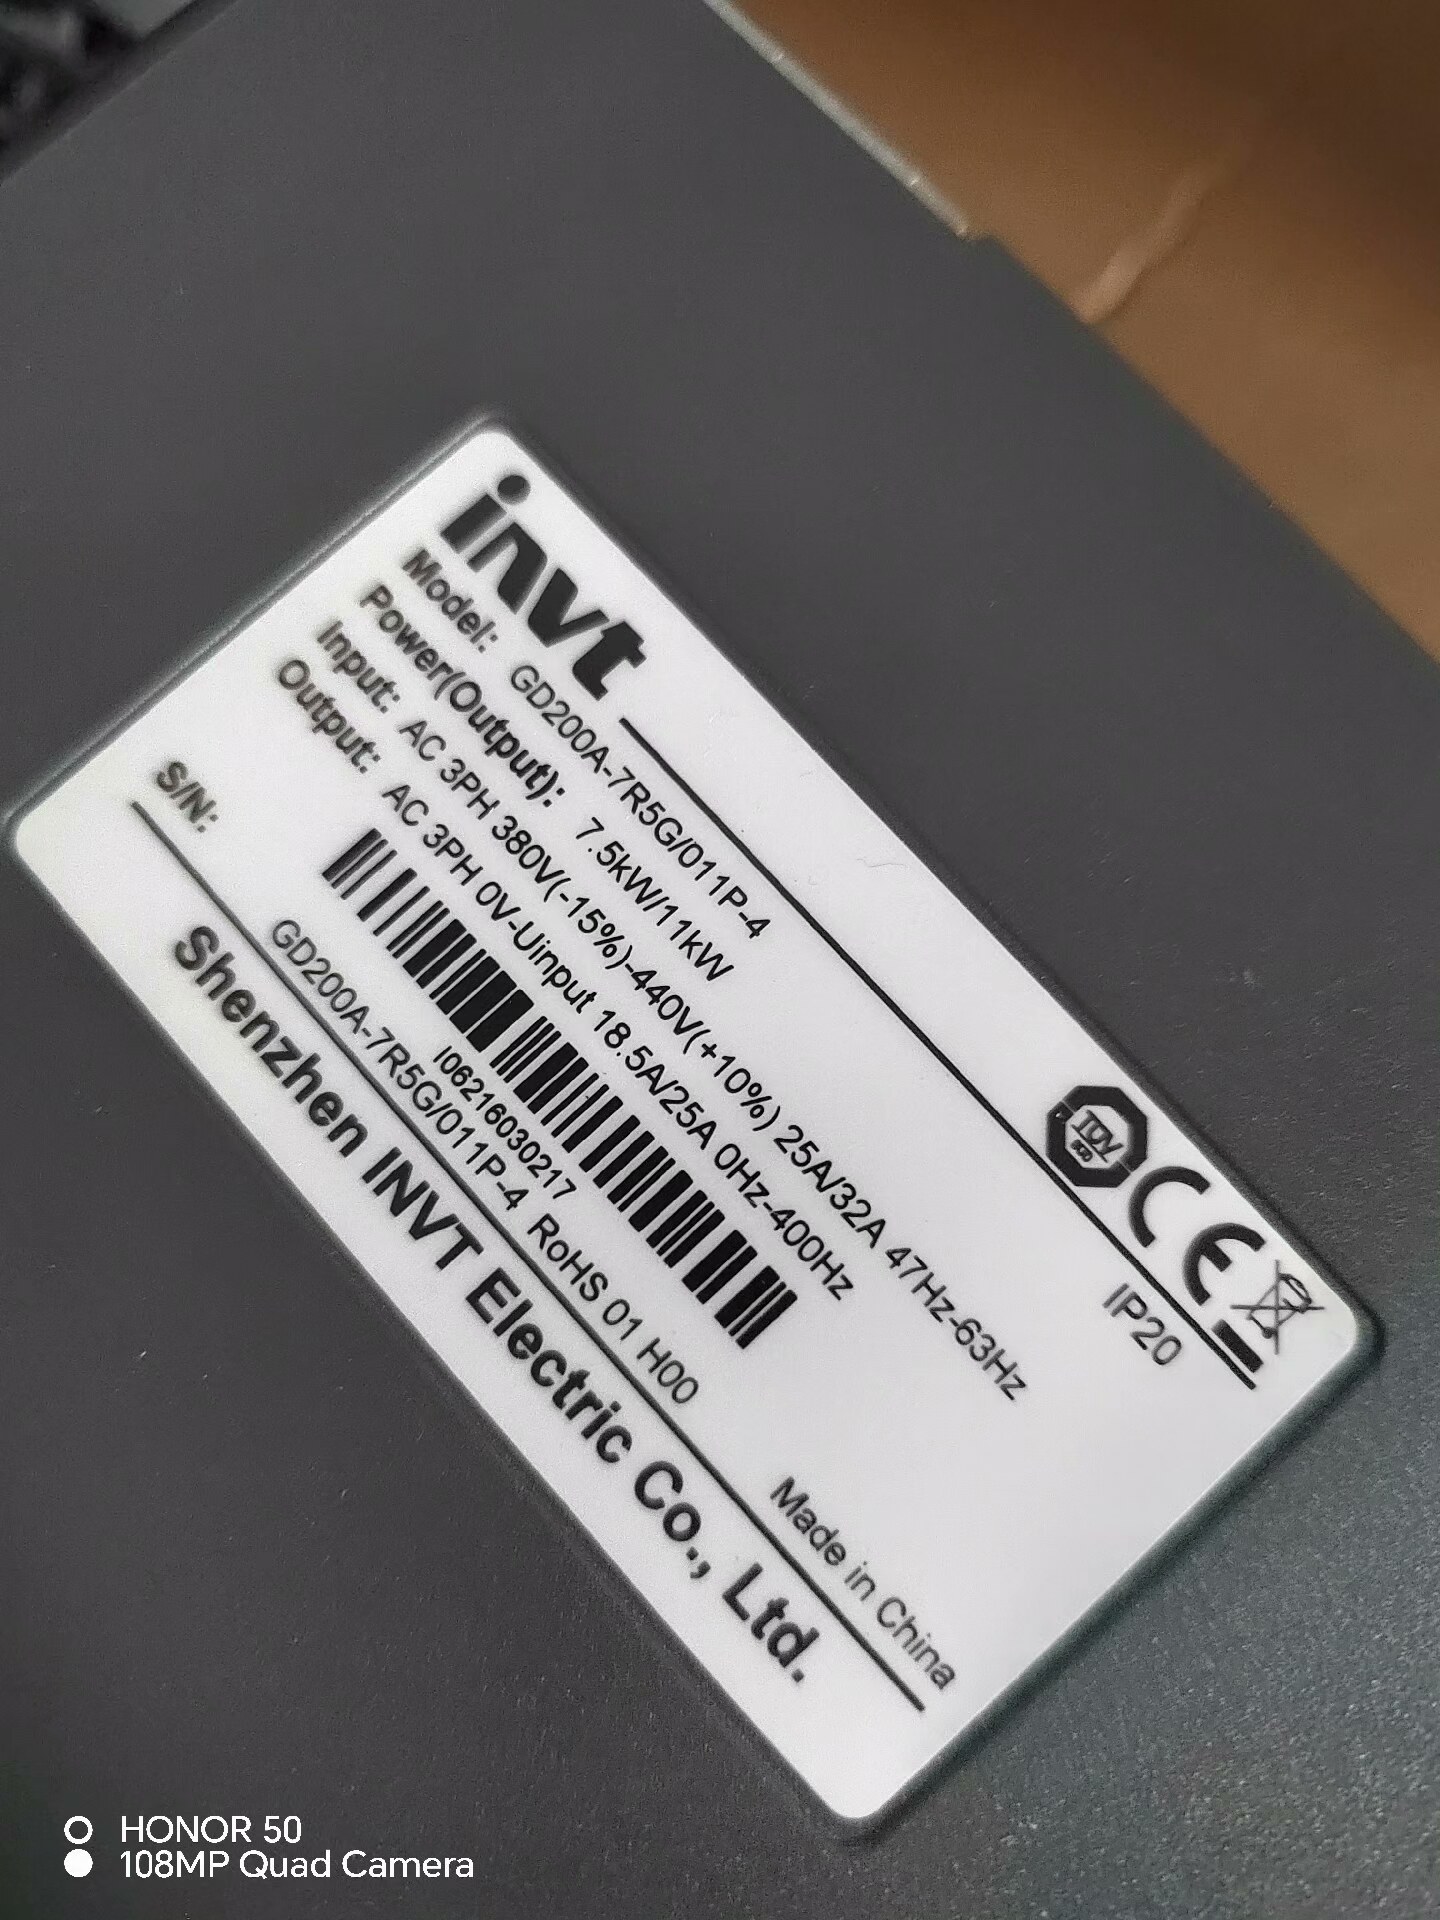 invt
TÜV
CE
Model: GD200A-7R5G/011P-4
IP20
Power(Output): 7.5kW/11kW
Input: AC 3PH 380V(-15%)-440V(+10%) 25A/32A 47Hz-63Hz
Output: AC 3PH 0V-Uinput 18.5A/25A 0Hz-400Hz
S/N:
I06216030217
Made in China
GD200A-7R5G/011P-4 RoHS 01 H00
Shenzhen INVT Electric Co., Ltd.
HONOR 50
108MP Quad Camera